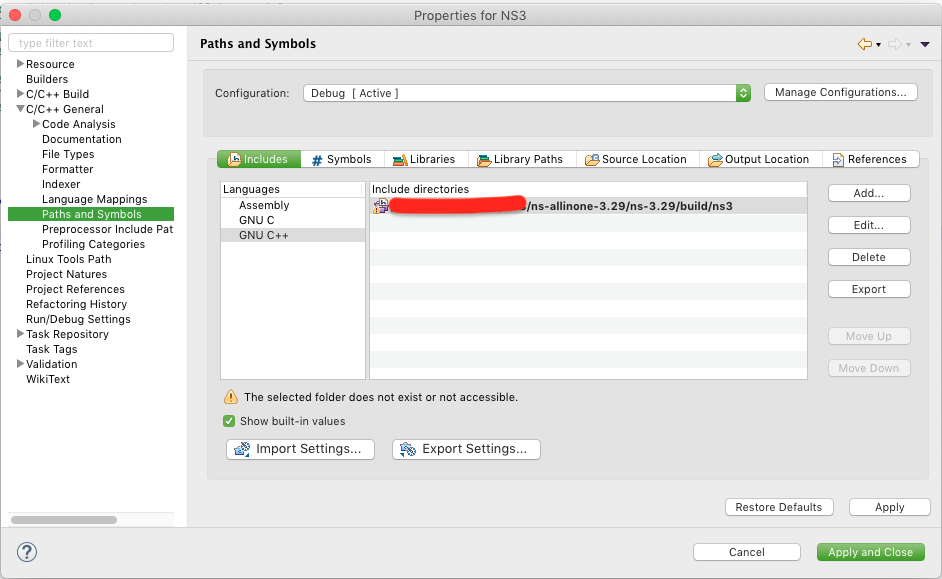 Properties for NS3
type filter text
Paths and Symbols
Resource
Builders
C/C++ Build
C/C++ General
Code Analysis
Documentation
File Types
Formatter
Indexer
Language Mappings
Paths and Symbols
Preprocessor Include Pat
Profiling Categories
Linux Tools Path
Project Natures
Project References
Refactoring History
Run/Debug Settings
Task Repository
Task Tags
Validation
WikiText
Configuration:
Debug [ Active ]
Manage Configurations...
Includes
# Symbols
Libraries
Library Paths
Source Location
Output Location
References
Languages
Assembly
GNU C
GNU C++
Include directories
/ns-allinone-3.29/ns-3.29/build/ns3
Add...
Edit...
Delete
Export
Move Up
Move Down
The selected folder does not exist or not accessible.
Show built-in values
Import Settings...
Export Settings...
Restore Defaults
Apply
?
Cancel
Apply and Close